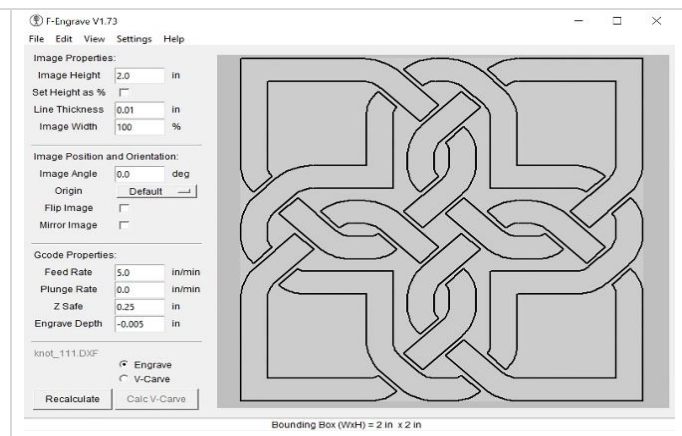 F-Engrave V1.73
File Edit View Settings Help
Image Properties:
Image Height 2.0 in
Set Height as %
Line Thickness 0.01 in
Image Width 100 %
Image Position and Orientation:
Image Angle 0.0 deg
Origin Default
Flip Image
Mirror Image
Gcode Properties:
Feed Rate 5.0 in/min
Plunge Rate 0.0 in/min
Z Safe 0.25 in
Engrave Depth -0.005 in
knot_111.DXF
Engrave
V-Carve
Recalculate Calc V-Carve
Bounding Box (WxH) = 2 in x 2 in